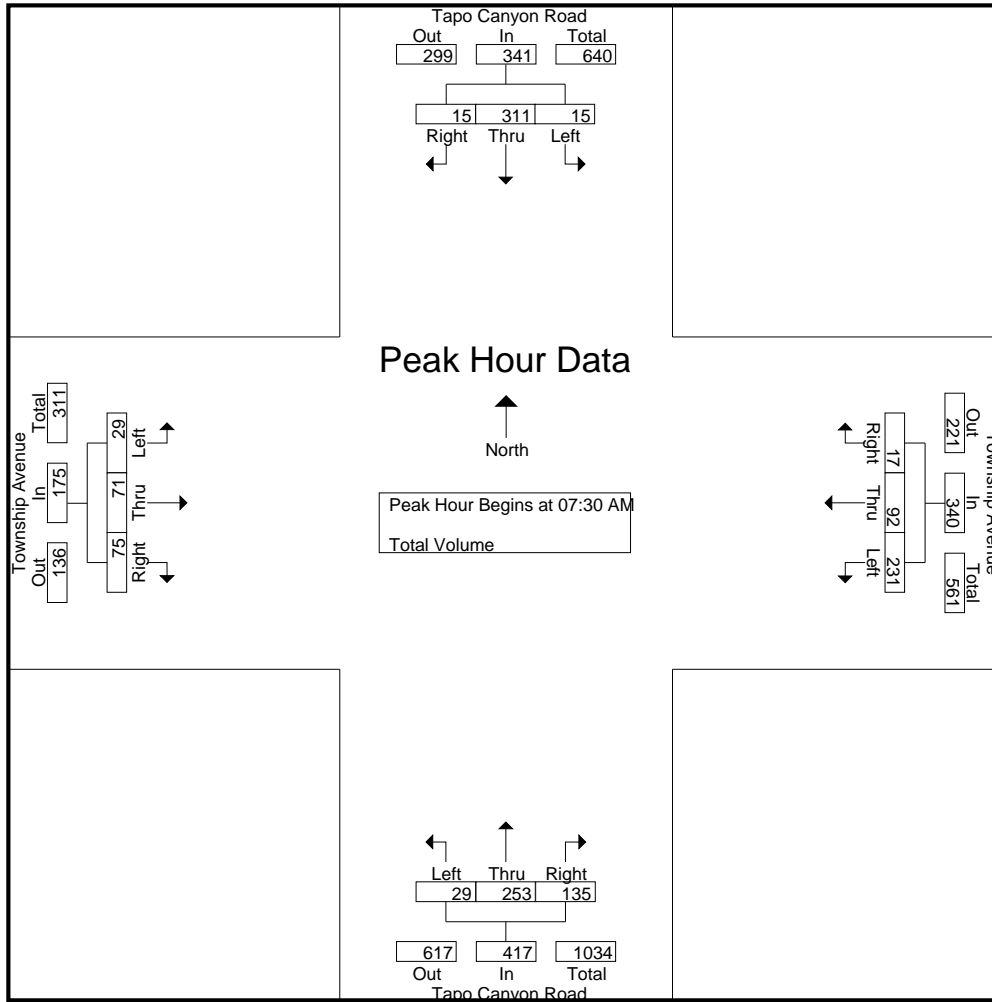 Tapo Canyon Road
Out In Total
299 341 640
15 311 15
Right Thru Left
Peak Hour Data
North
Peak Hour Begins at 07:30 AM
Total Volume
Township Avenue
Out In Total
136 175 311
75 71 29
Right Thru Left
Township Avenue
Out In Total
221 340 561
17 92 231
Right Thru Left
Left Thru Right
29 253 135
617 417 1034
Out In Total
Tapo Canyon Road